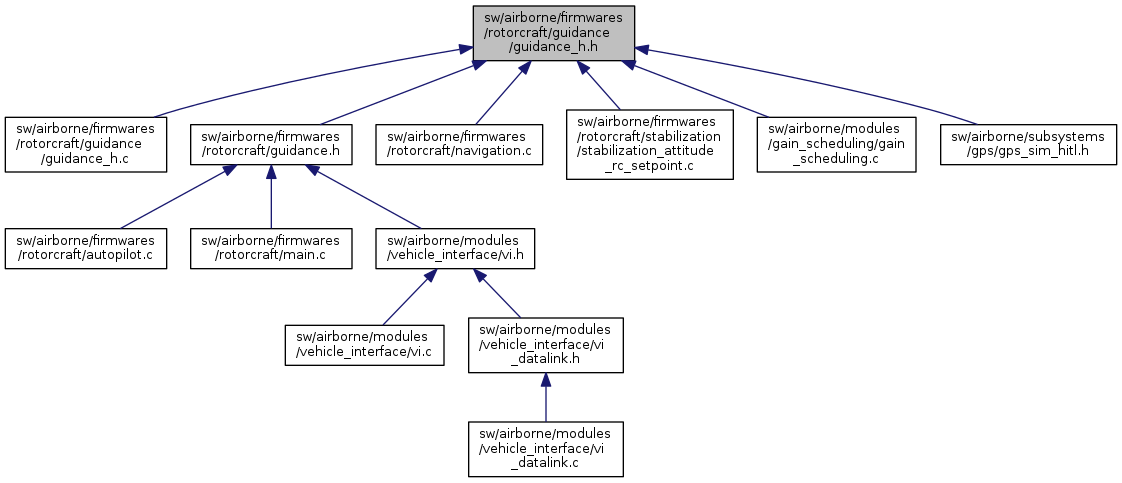 sw/airborne/firmwares
/rotorcraft/guidance
/guidance_h.h
sw/airborne/firmwares
/rotorcraft/guidance
/guidance_h.c
sw/airborne/firmwares
/rotorcraft/guidance.h
sw/airborne/firmwares
/rotorcraft/navigation.c
sw/airborne/firmwares
/rotorcraft/stabilization
/stabilization_attitude
_rc_setpoint.c
sw/airborne/modules
/gain_scheduling/gain
_scheduling.c
sw/airborne/subsystems
/gps/gps_sim_hitl.h
sw/airborne/firmwares
/rotorcraft/autopilot.c
sw/airborne/firmwares
/rotorcraft/main.c
sw/airborne/modules
/vehicle_interface/vi.h
sw/airborne/modules
/vehicle_interface/vi.c
sw/airborne/modules
/vehicle_interface/vi
_datalink.h
sw/airborne/modules
/vehicle_interface/vi
_datalink.c